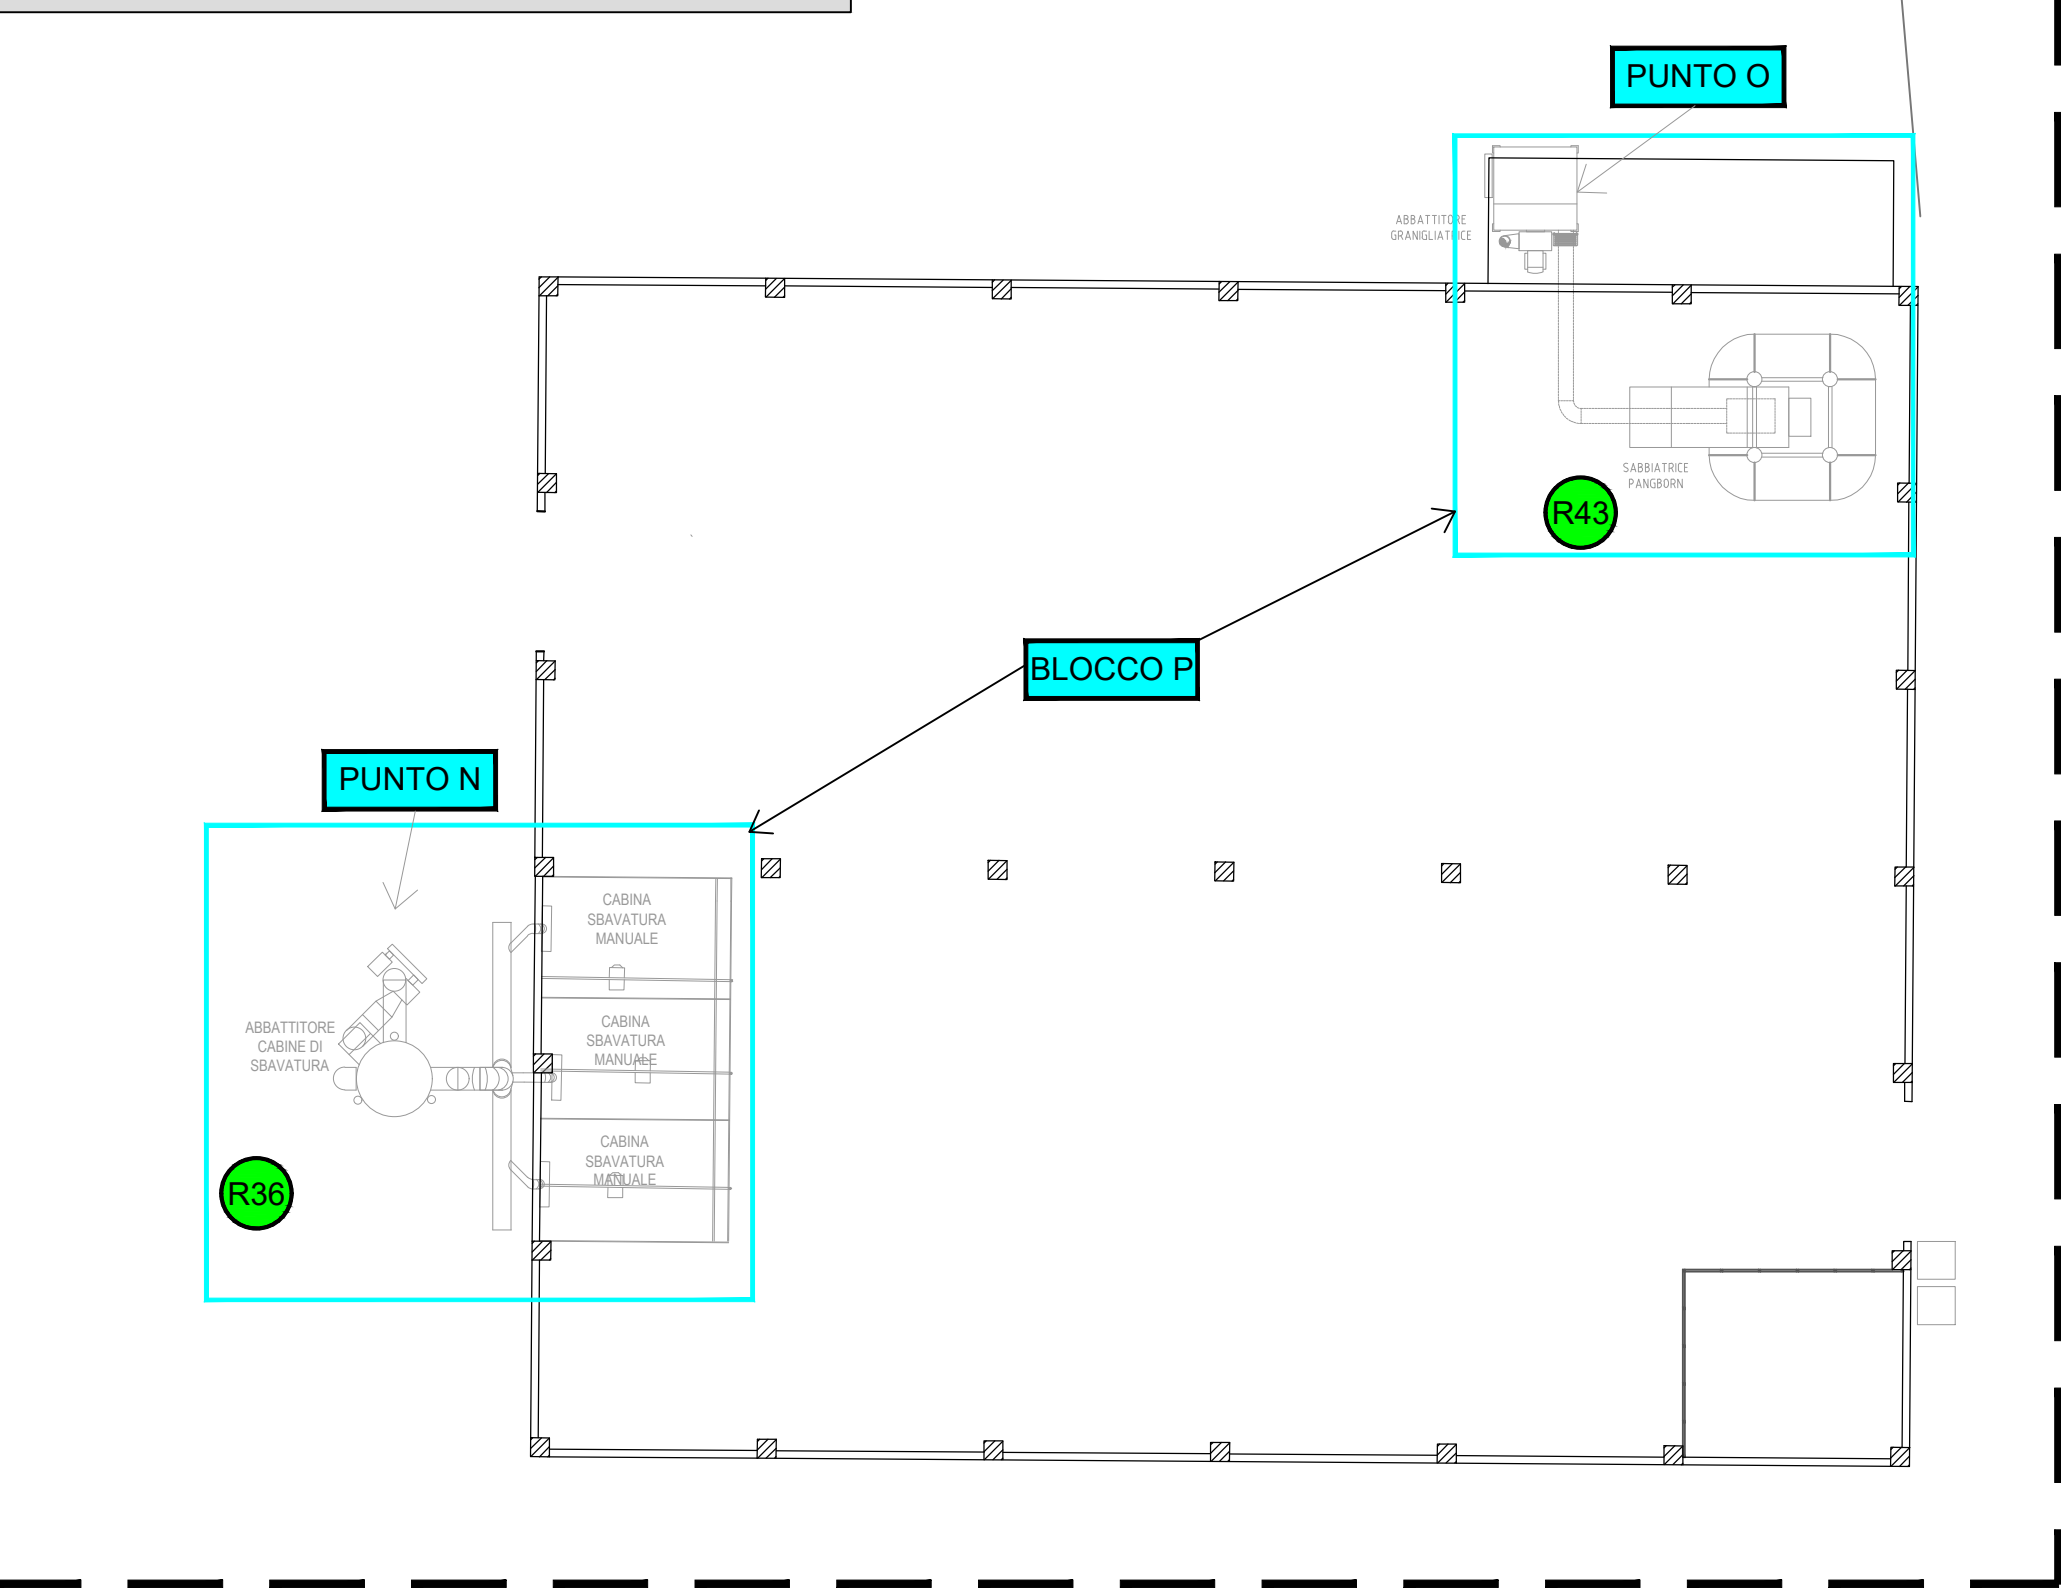 PUNTO O
ABBATTITORE
GRANIGLIATRICE
SABBIATRICE
PANGBORN
R43
BLOCCO P
PUNTO N
CABINA
SBAVATURA
MANUALE
ABBATTITORE
CABINE DI
SBAVATURA
CABINA
SBAVATURA
MANUALE
CABINA
SBAVATURA
MANUALE
R36